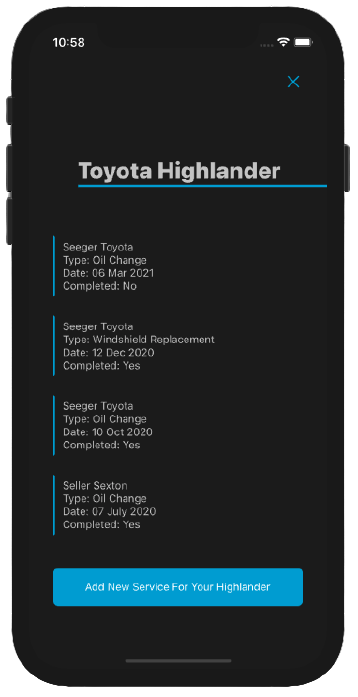 10:58
Toyota Highlander
Seeger Toyota
Type: Oil Change
Date: 06 Mar 2021
Completed: No
Seeger Toyota
Type: Windshield Replacement
Date: 12 Dec 2020
Completed: Yes
Seeger Toyota
Type: Oil Change
Date: 10 Oct 2020
Completed: Yes
Seller Sexton
Type: Oil Change
Date: 07 July 2020
Completed: Yes
Add New Service For Your Highlander